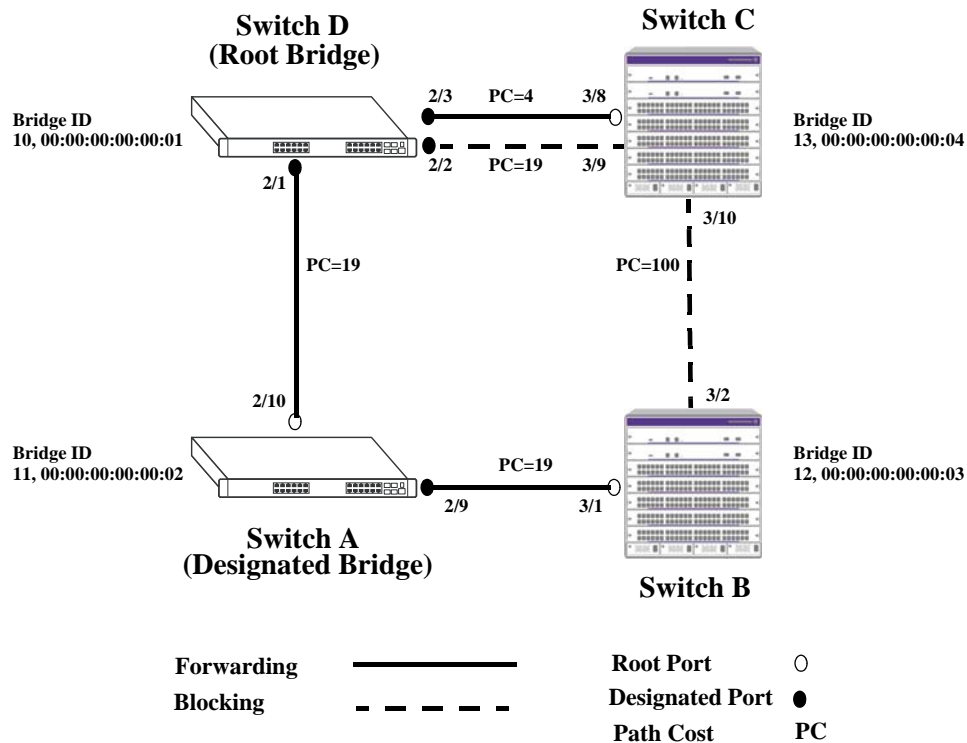 Switch D
(Root Bridge)
Switch C
Bridge ID
10, 00:00:00:00:00:01
2/3 PC=4 3/8
2/2 PC=19 3/9
Bridge ID
13, 00:00:00:00:00:04
2/1
3/10
PC=19
PC=100
2/10
3/2
Bridge ID
11, 00:00:00:00:00:02
PC=19
2/9 3/1
Bridge ID
12, 00:00:00:00:00:03
Switch A
(Designated Bridge)
Switch B
Forwarding
Blocking
Root Port
Designated Port
Path Cost PC